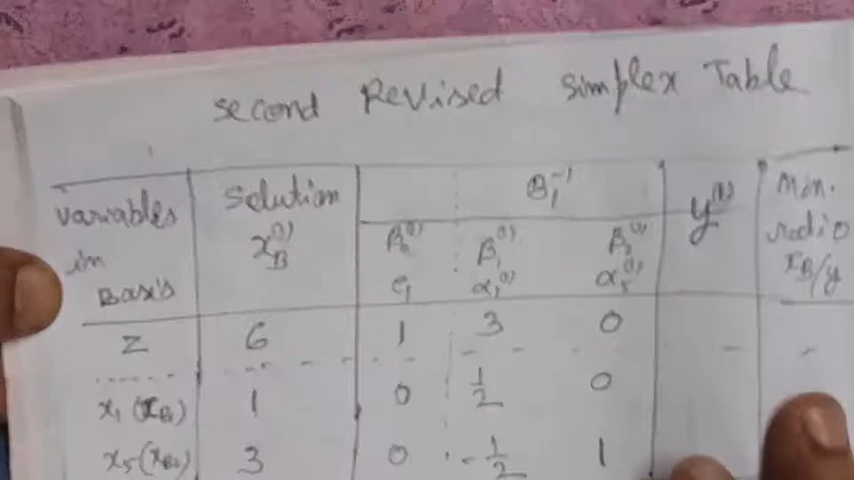 second Revised simplex Table
variables in Basis | Solution x_B^(1) | B_1^-1 | y^(1) | Min. ratio x_B/y
β_0^(1) β_1^(1) β_2^(1)
e_1 α_1^(1) α_5^(1)
z 6 1 3 0 - -
x_1 (x_B1) 1 0 1/2 0
x_5 (x_B2) 3 0 -1/2 1